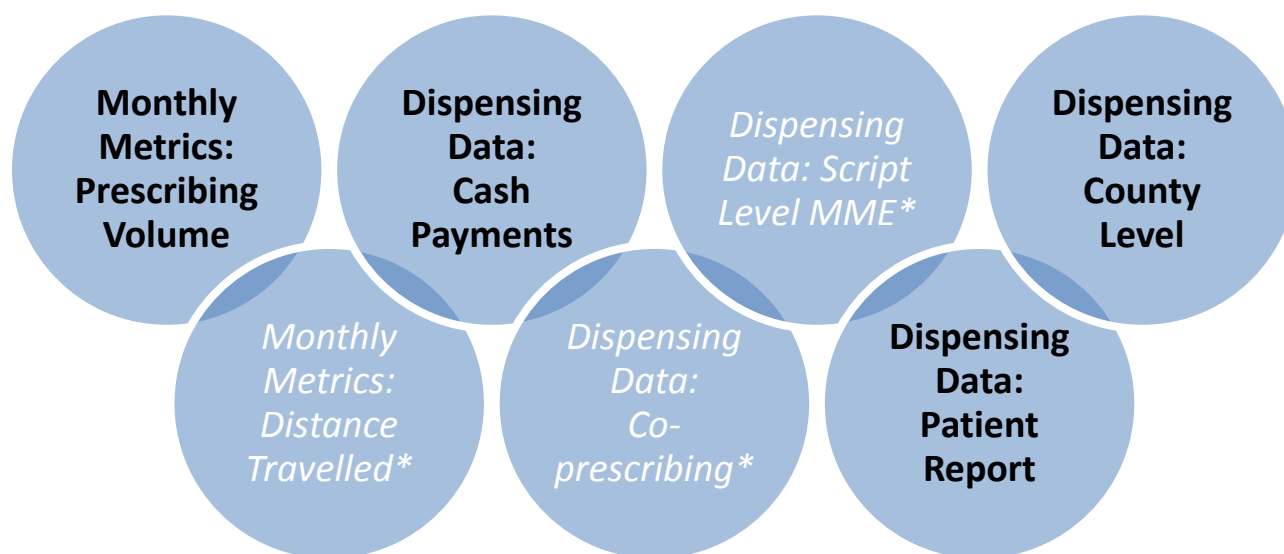 Monthly
Metrics:
Prescribing
Volume
Dispensing
Data:
Cash
Payments
Dispensing
Data: Script
Level MME*
Dispensing
Data:
County
Level
Monthly
Metrics:
Distance
Travelled*
Dispensing
Data:
Co-
prescribing*
Dispensing
Data:
Patient
Report